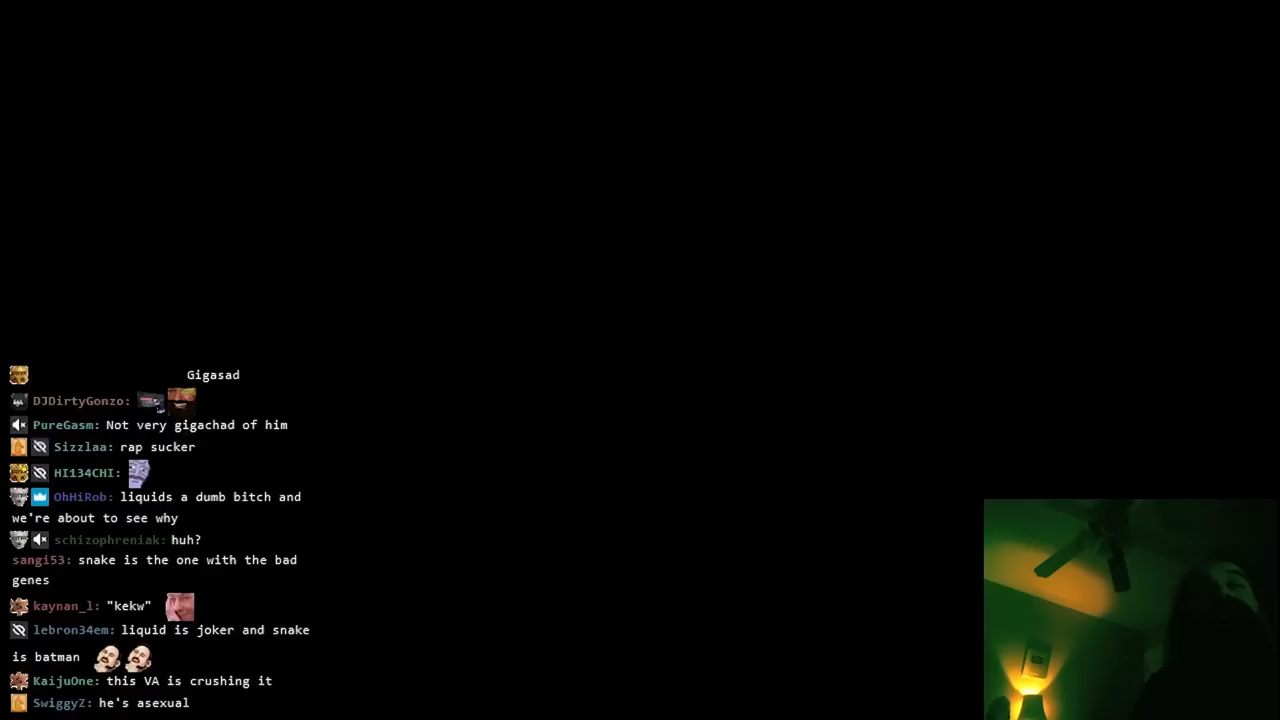 Gigasad
DJDirtyGonzo:
PureGasm: Not very gigachad of him
Sizzlaa: rap sucker
HI134CHI:
OhHiRob: liquids a dumb bitch and
we're about to see why
schizophreniak: huh?
sangi53: snake is the one with the bad
genes
kaynan_l: "kekw"
lebron34em: liquid is joker and snake
is batman
KaijuOne: this VA is crushing it
SwiggyZ: he's asexual